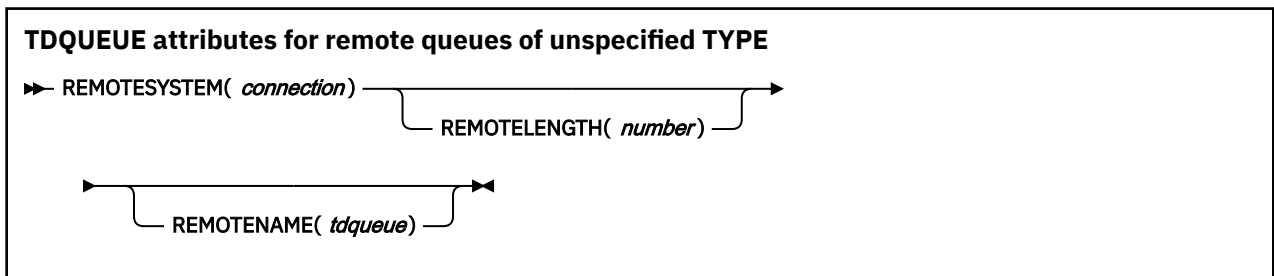 TDQUEUE attributes for remote queues of unspecified TYPE
REMOTESYSTEM( connection)
REMOTELENGTH( number)
REMOTENAME( tdqueue)